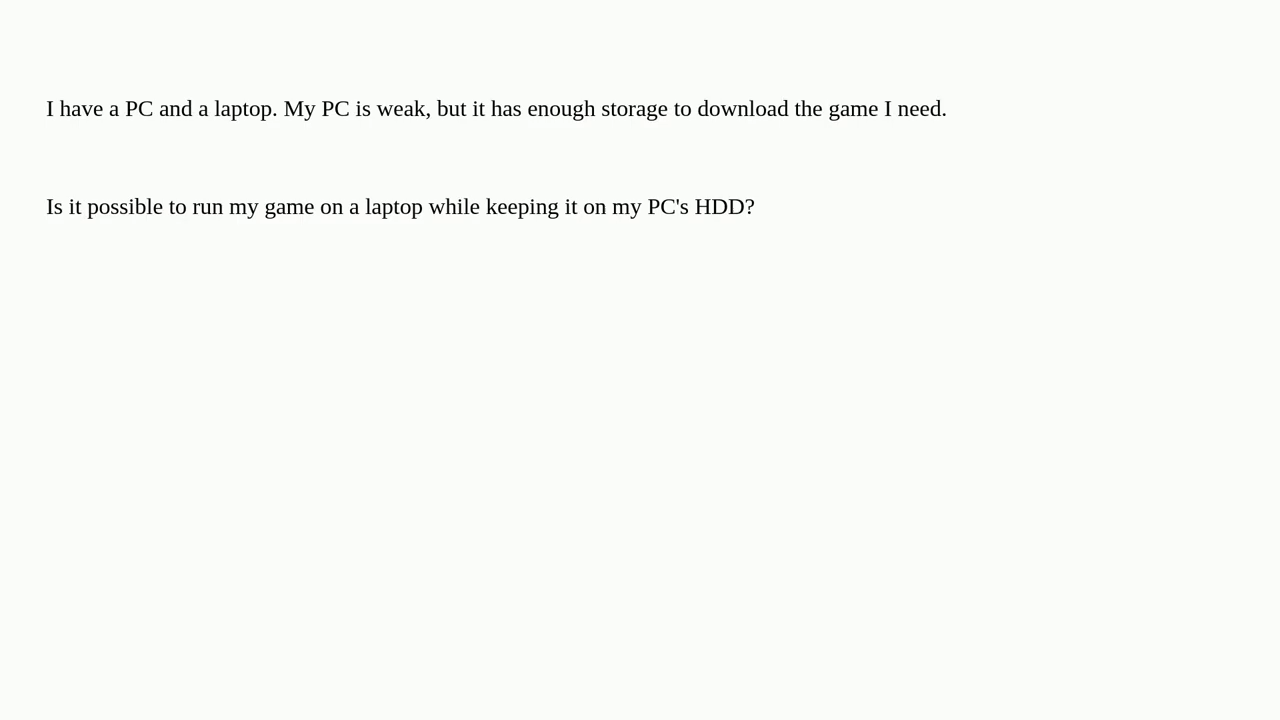 I have a PC and a laptop. My PC is weak, but it has enough storage to download the game I need.
Is it possible to run my game on a laptop while keeping it on my PC's HDD?